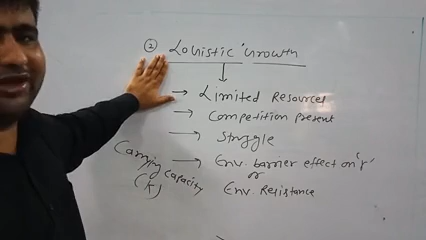 ② Logistic Growth
→ Limited Resources
→ Competition present
→ Struggle
→ Env. barrier effect on 'r'
or
Env. Resistance
Carrying capacity
(K)